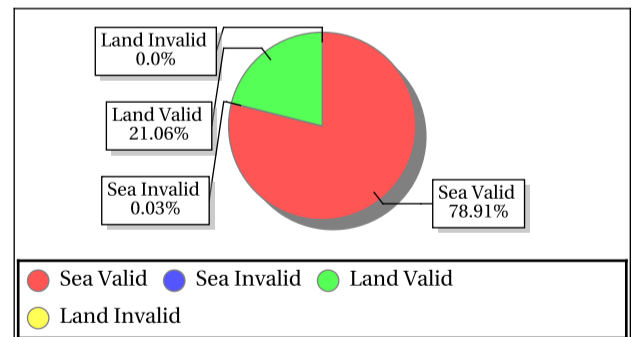 Land Invalid
0.0%
Land Valid
21.06%
Sea Invalid
0.03%
Sea Valid
78.91%
Sea Valid Sea Invalid Land Valid
Land Invalid